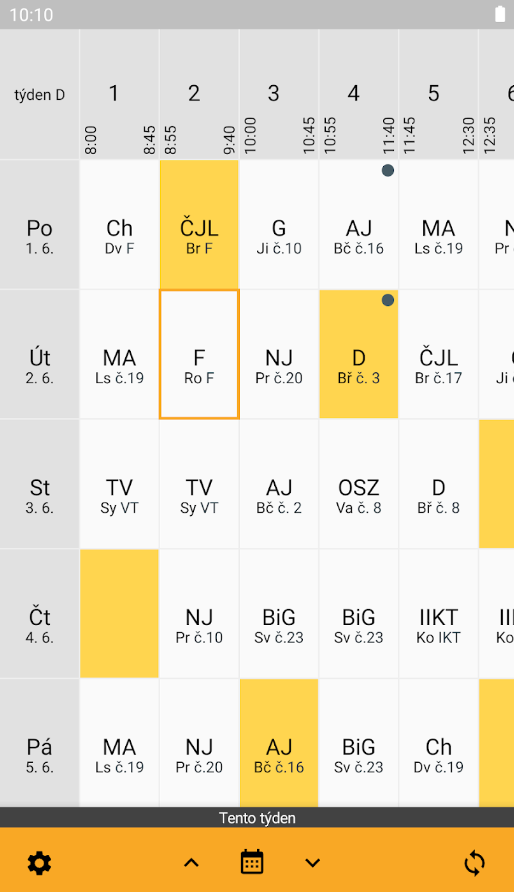 10:10
týden D
1 2 3 4 5 6
8:00 8:45 8:55 9:40 10:00 10:45 10:55 11:40 11:45 12:30 12:35
Po Ch ČJL G AJ MA
1. 6. Dv F Br F Ji č.10 Bč č.16 Ls č.19 Pr
Út MA F NJ D ČJL
2. 6. Ls č.19 Ro F Pr č.20 Bř č. 3 Br č.17 Ji
St TV TV AJ OSZ D
3. 6. Sy VT Sy VT Bč č. 2 Va č. 8 Bř č. 8
Čt NJ BiG BiG IIKT
4. 6. Pr č.10 Sv č.23 Sv č.23 Ko IKT Ko
Pá MA NJ AJ BiG Ch
5. 6. Ls č.19 Pr č.20 Bč č.16 Sv č.23 Dv č.19
Tento týden